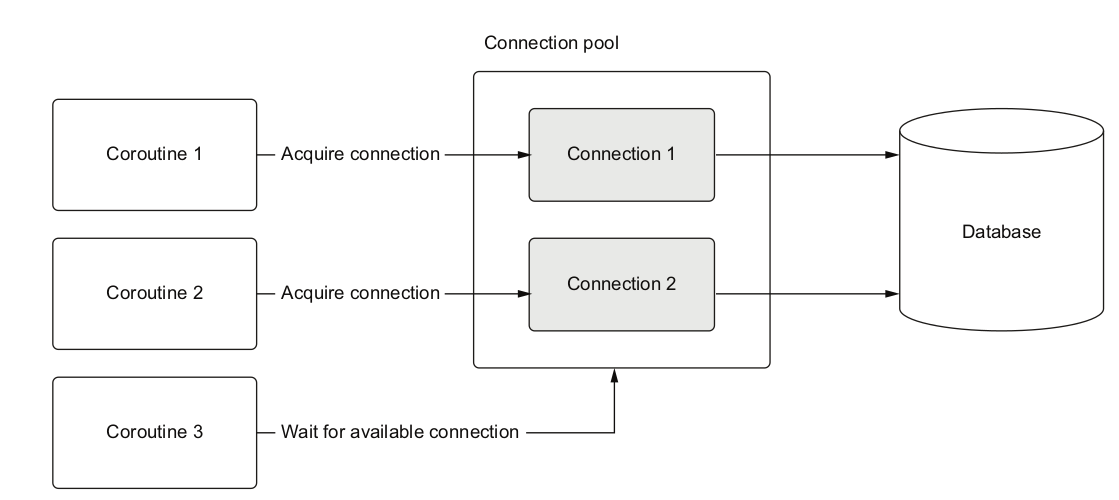 Connection pool
Coroutine 1
Acquire connection
Connection 1
Database
Coroutine 2
Acquire connection
Connection 2
Coroutine 3
Wait for available connection